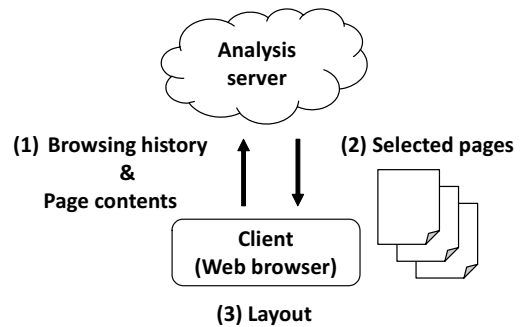 Analysis
server
(1) Browsing history
&
Page contents
(2) Selected pages
Client
(Web browser)
(3) Layout